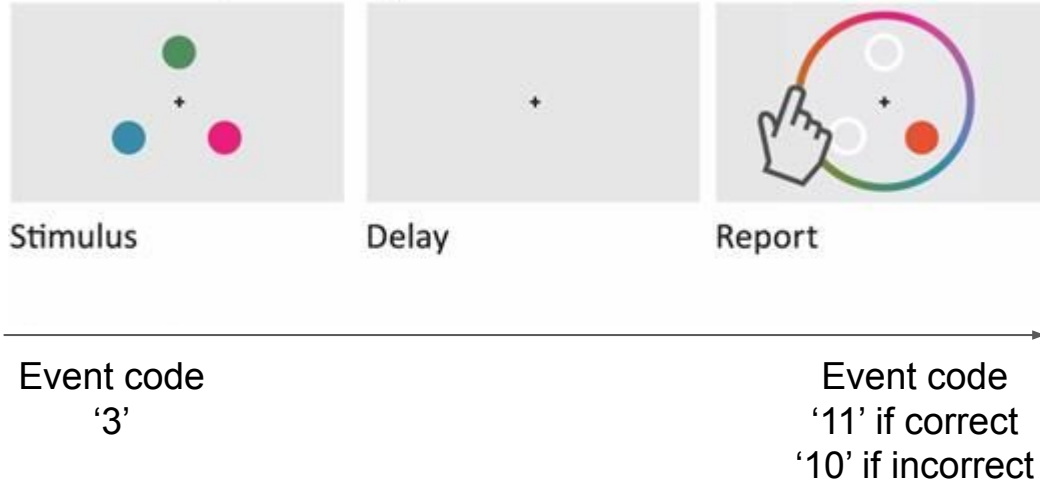 Stimulus
Delay
Report
Event code
‘3’
Event code
‘11’ if correct
‘10’ if incorrect